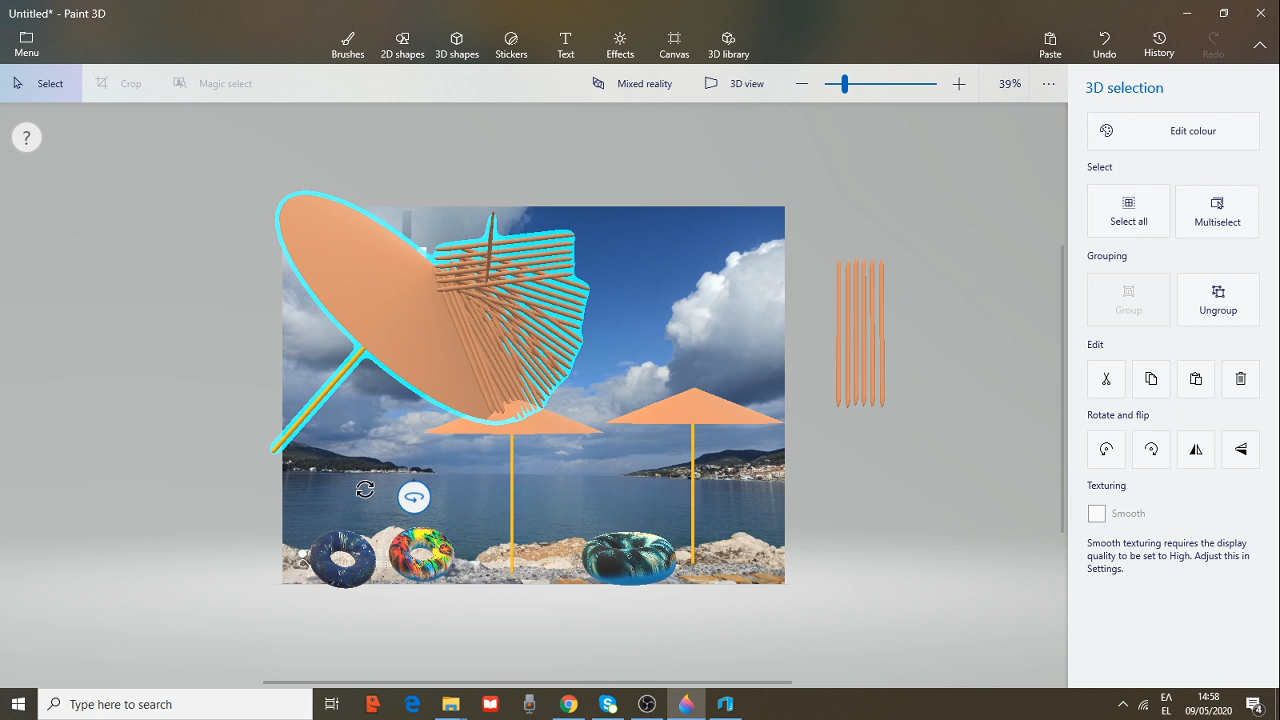 Untitled* - Paint 3D
Menu
Brushes
2D shapes
3D shapes
Stickers
Text
Effects
Canvas
3D library
Paste
Undo
History
Redo
Select
Crop
Magic select
Mixed reality
3D view
39%
?
3D selection
Edit colour
Select
Select all
Multiselect
Grouping
Group
Ungroup
Edit
Rotate and flip
Texturing
Smooth
Smooth texturing requires the display
quality to be set to High. Adjust this in
Settings.
Type here to search
ΕΛ
EL
14:58
09/05/2020
4